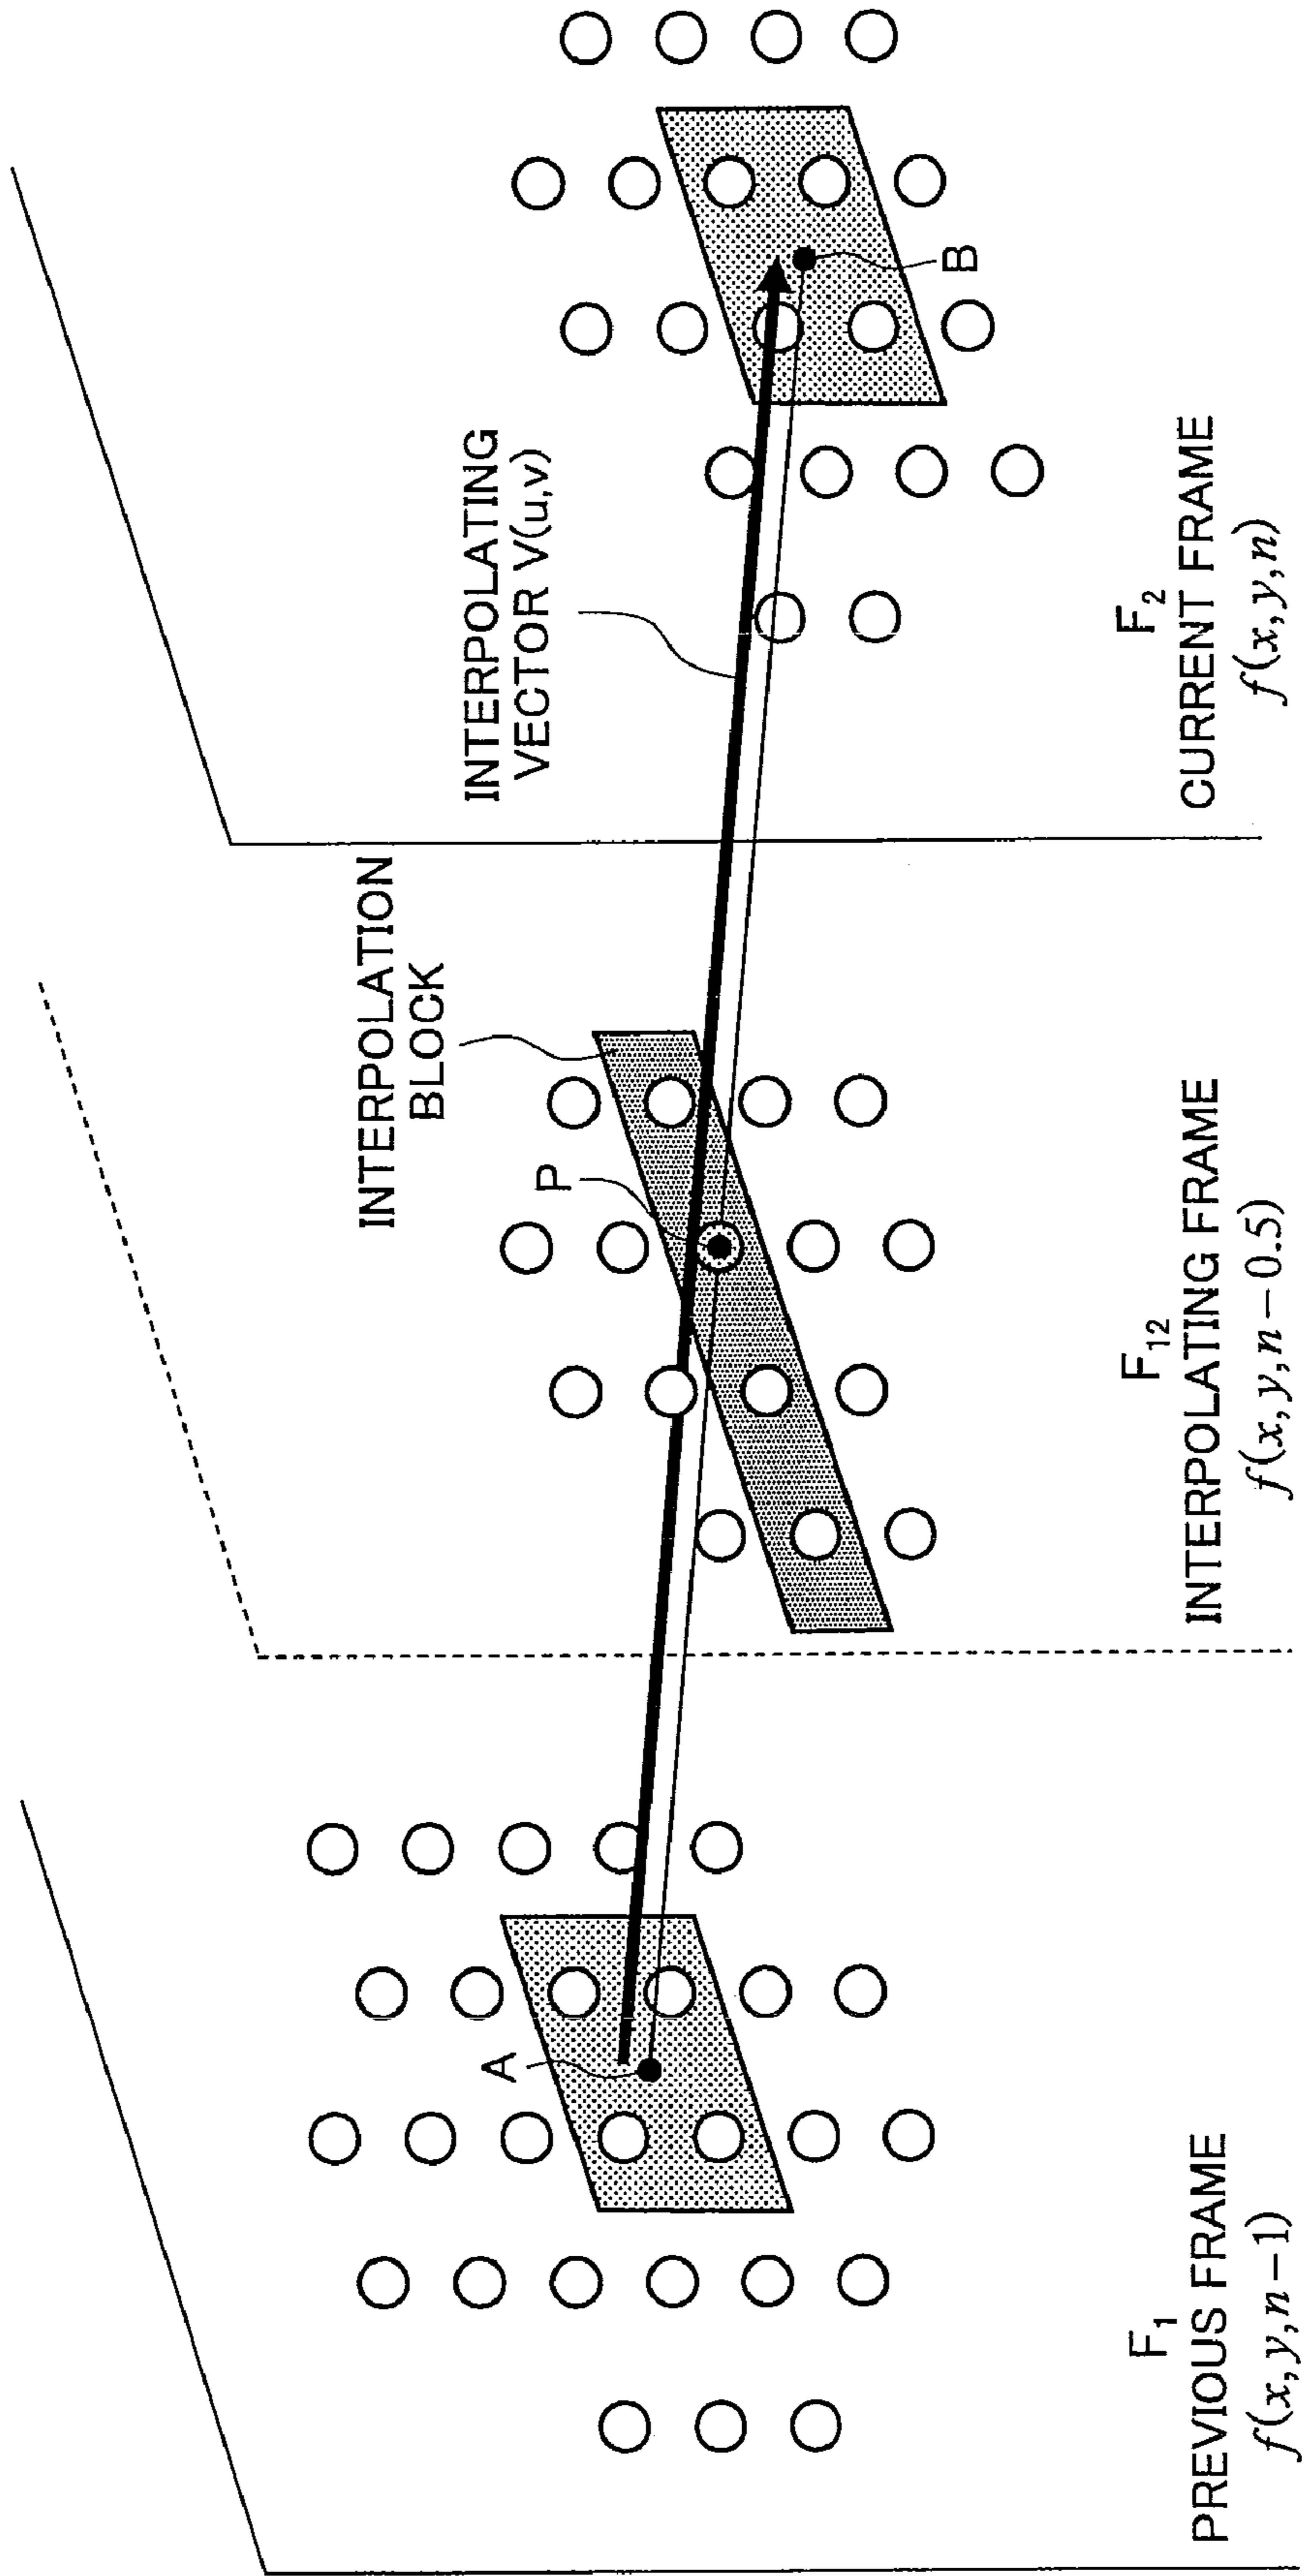 INTERPOLATING
VECTOR V(u,v)
INTERPOLATION
BLOCK
P
A
B
F1
PREVIOUS FRAME
f(x,y,n−1)
F12
INTERPOLATING FRAME
f(x,y,n−0.5)
F2
CURRENT FRAME
f(x,y,n)